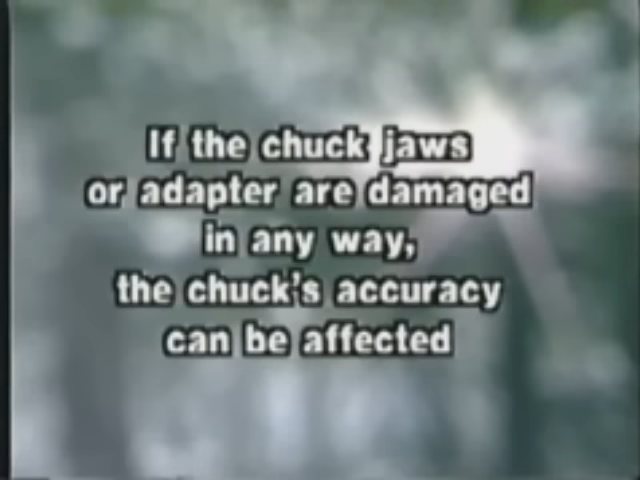 If the chuck jaws
or adapter are damaged
in any way,
the chuck's accuracy
can be affected